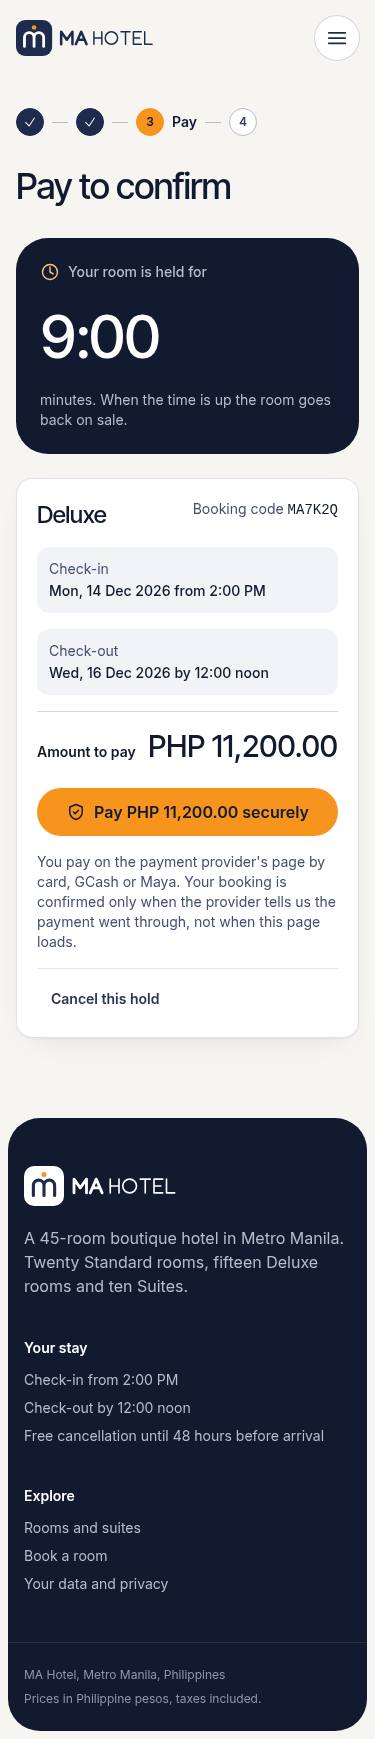 MA HOTEL
3 Pay 4
Pay to confirm
Your room is held for
9:00
minutes. When the time is up the room goes
back on sale.
Deluxe
Booking code MA7K2Q
Check-in
Mon, 14 Dec 2026 from 2:00 PM
Check-out
Wed, 16 Dec 2026 by 12:00 noon
Amount to pay PHP 11,200.00
Pay PHP 11,200.00 securely
You pay on the payment provider's page by
card, GCash or Maya. Your booking is
confirmed only when the provider tells us the
payment went through, not when this page
loads.
Cancel this hold
MA HOTEL
A 45-room boutique hotel in Metro Manila.
Twenty Standard rooms, fifteen Deluxe
rooms and ten Suites.
Your stay
Check-in from 2:00 PM
Check-out by 12:00 noon
Free cancellation until 48 hours before arrival
Explore
Rooms and suites
Book a room
Your data and privacy
MA Hotel, Metro Manila, Philippines
Prices in Philippine pesos, taxes included.